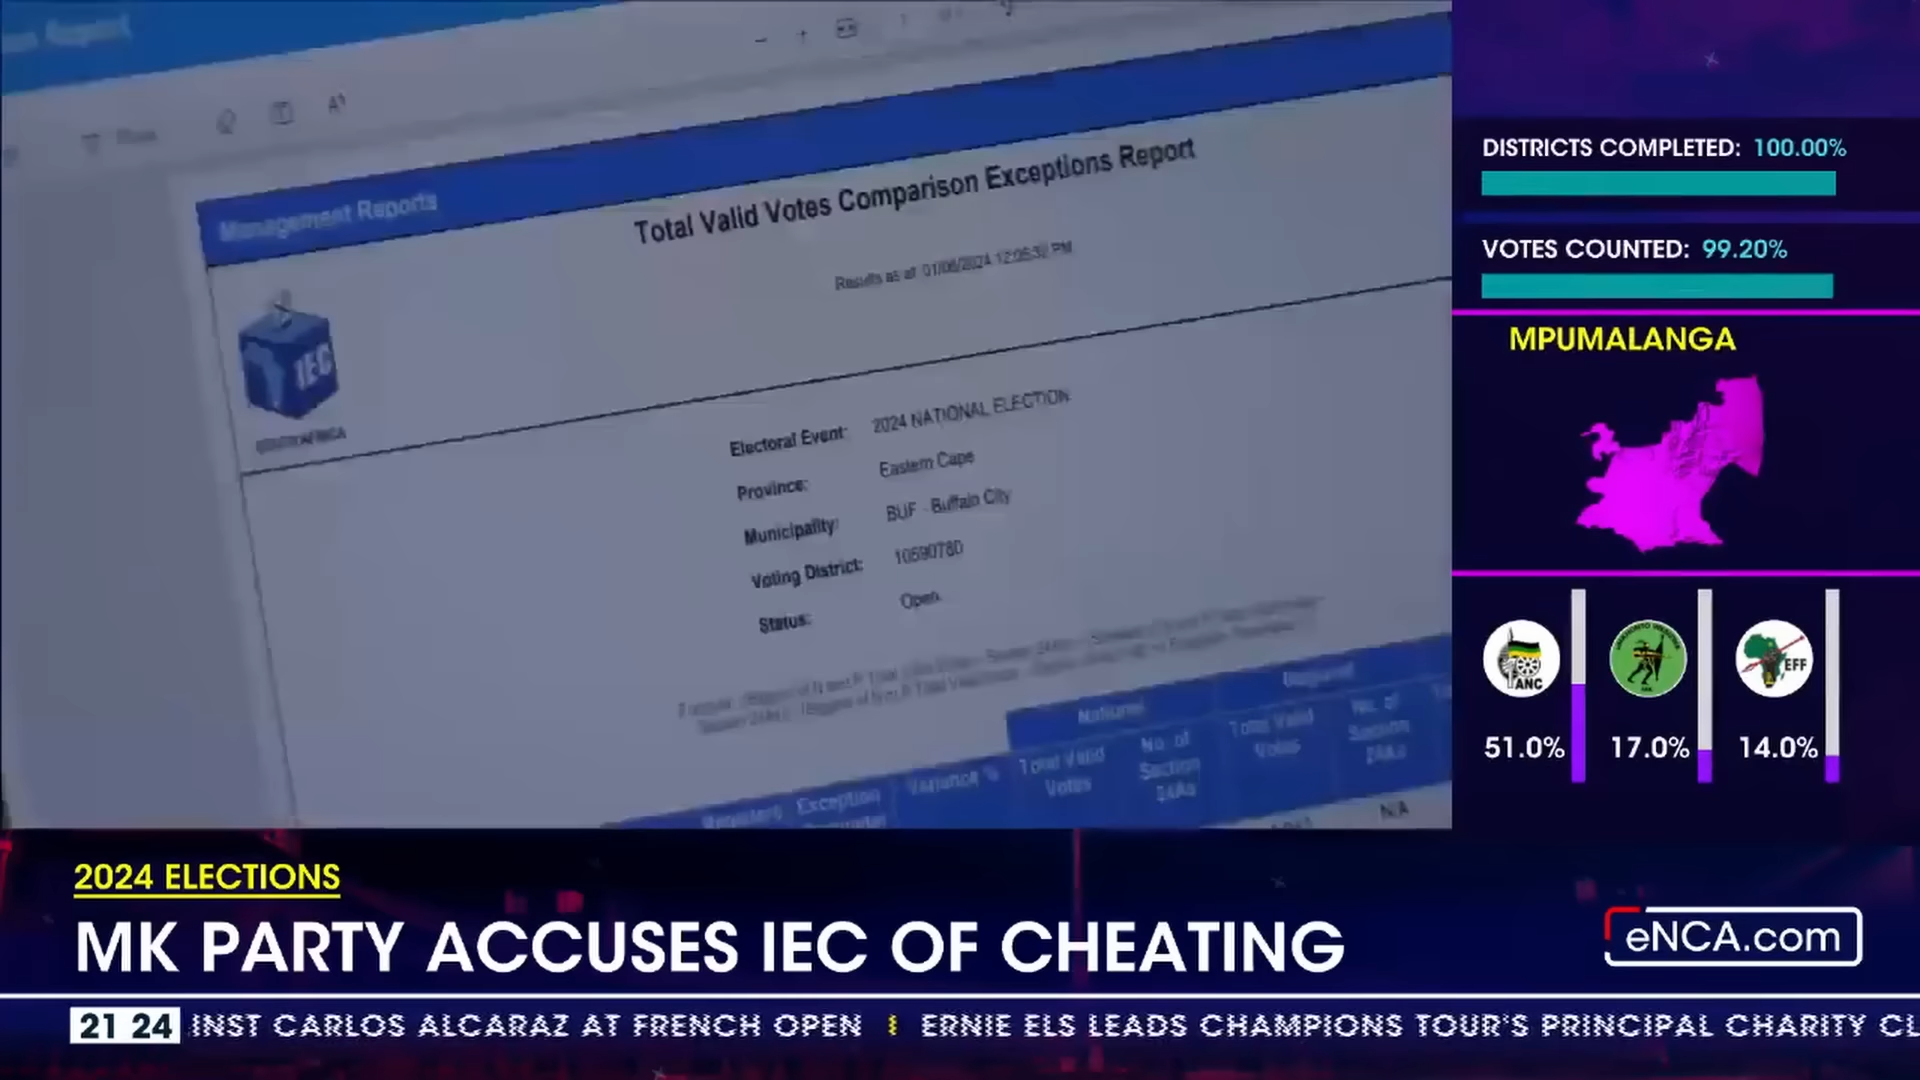 Management Reports
Total Valid Votes Comparison Exceptions Report
Results as at 01/06/2024 12:05:32 PM
IEC
SOUTH AFRICA
Electoral Event: 2024 NATIONAL ELECTION
Province: Eastern Cape
Municipality: BUF - Buffalo City
Voting District: 10590780
Status: Open
National
Regional
Exception
Variance %
Total Valid
Votes
No. of
Section
24As
Total Valid
Votes
No. of
Section
24As
N/A
DISTRICTS COMPLETED: 100.00%
VOTES COUNTED: 99.20%
MPUMALANGA
ANC
EFF
51.0% 17.0% 14.0%
2024 ELECTIONS
MK PARTY ACCUSES IEC OF CHEATING
eNCA.com
21 24 INST CARLOS ALCARAZ AT FRENCH OPEN ERNIE ELS LEADS CHAMPIONS TOUR'S PRINCIPAL CHARITY CL